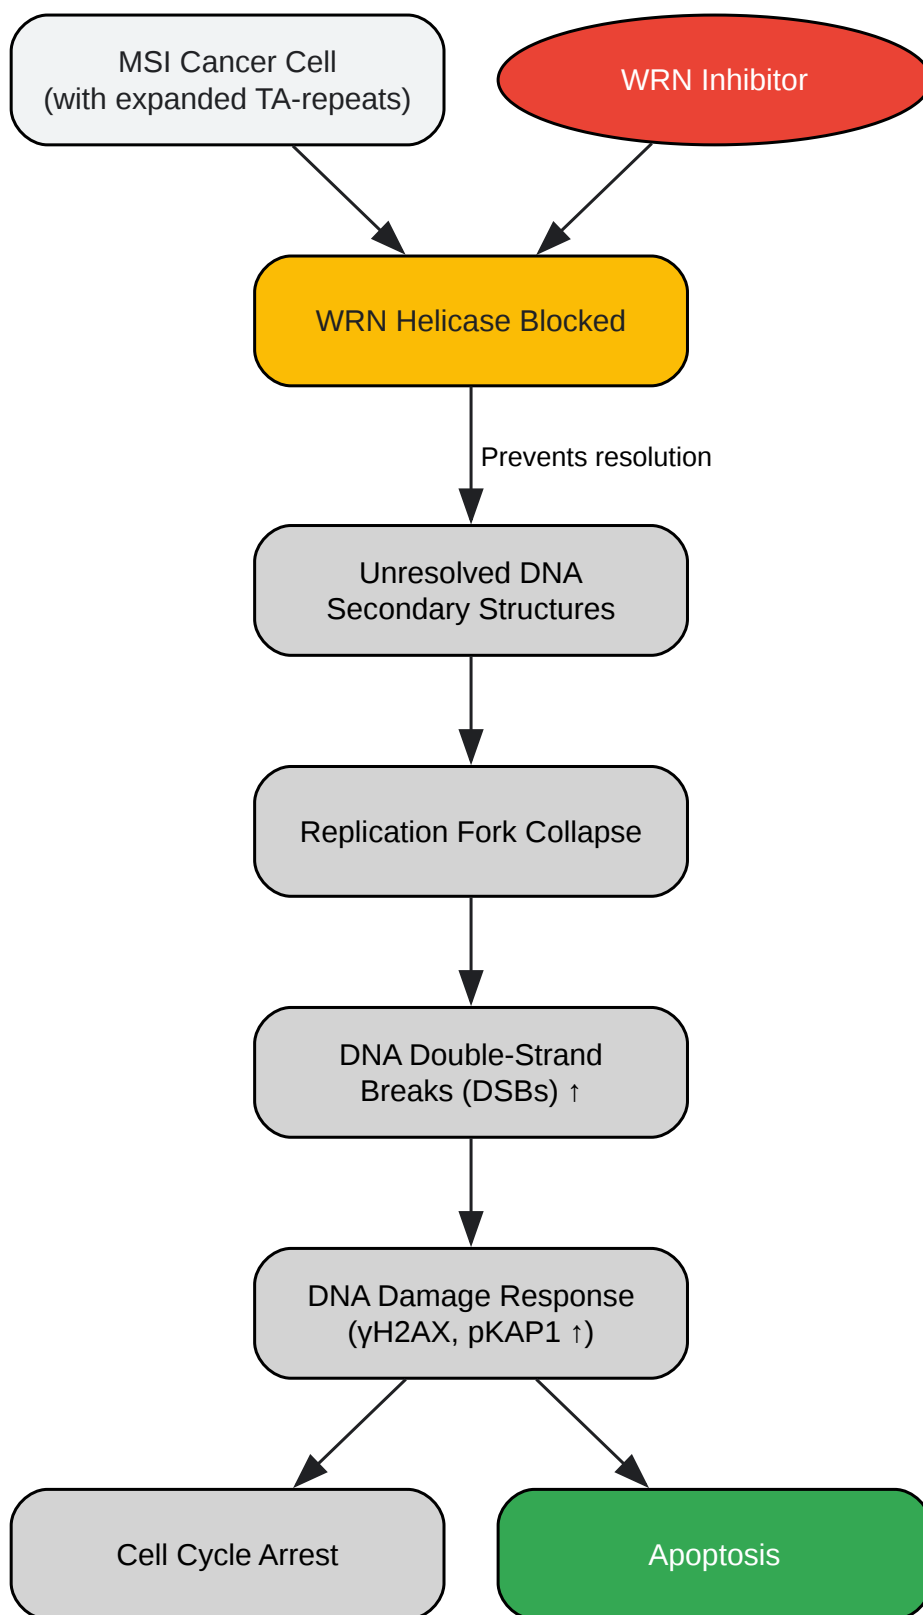 MSI Cancer Cell
(with expanded TA-repeats)
WRN Inhibitor
WRN Helicase Blocked
Prevents resolution
Unresolved DNA
Secondary Structures
Replication Fork Collapse
DNA Double-Strand
Breaks (DSBs) ↑
DNA Damage Response
(γH2AX, pKAP1 ↑)
Cell Cycle Arrest
Apoptosis